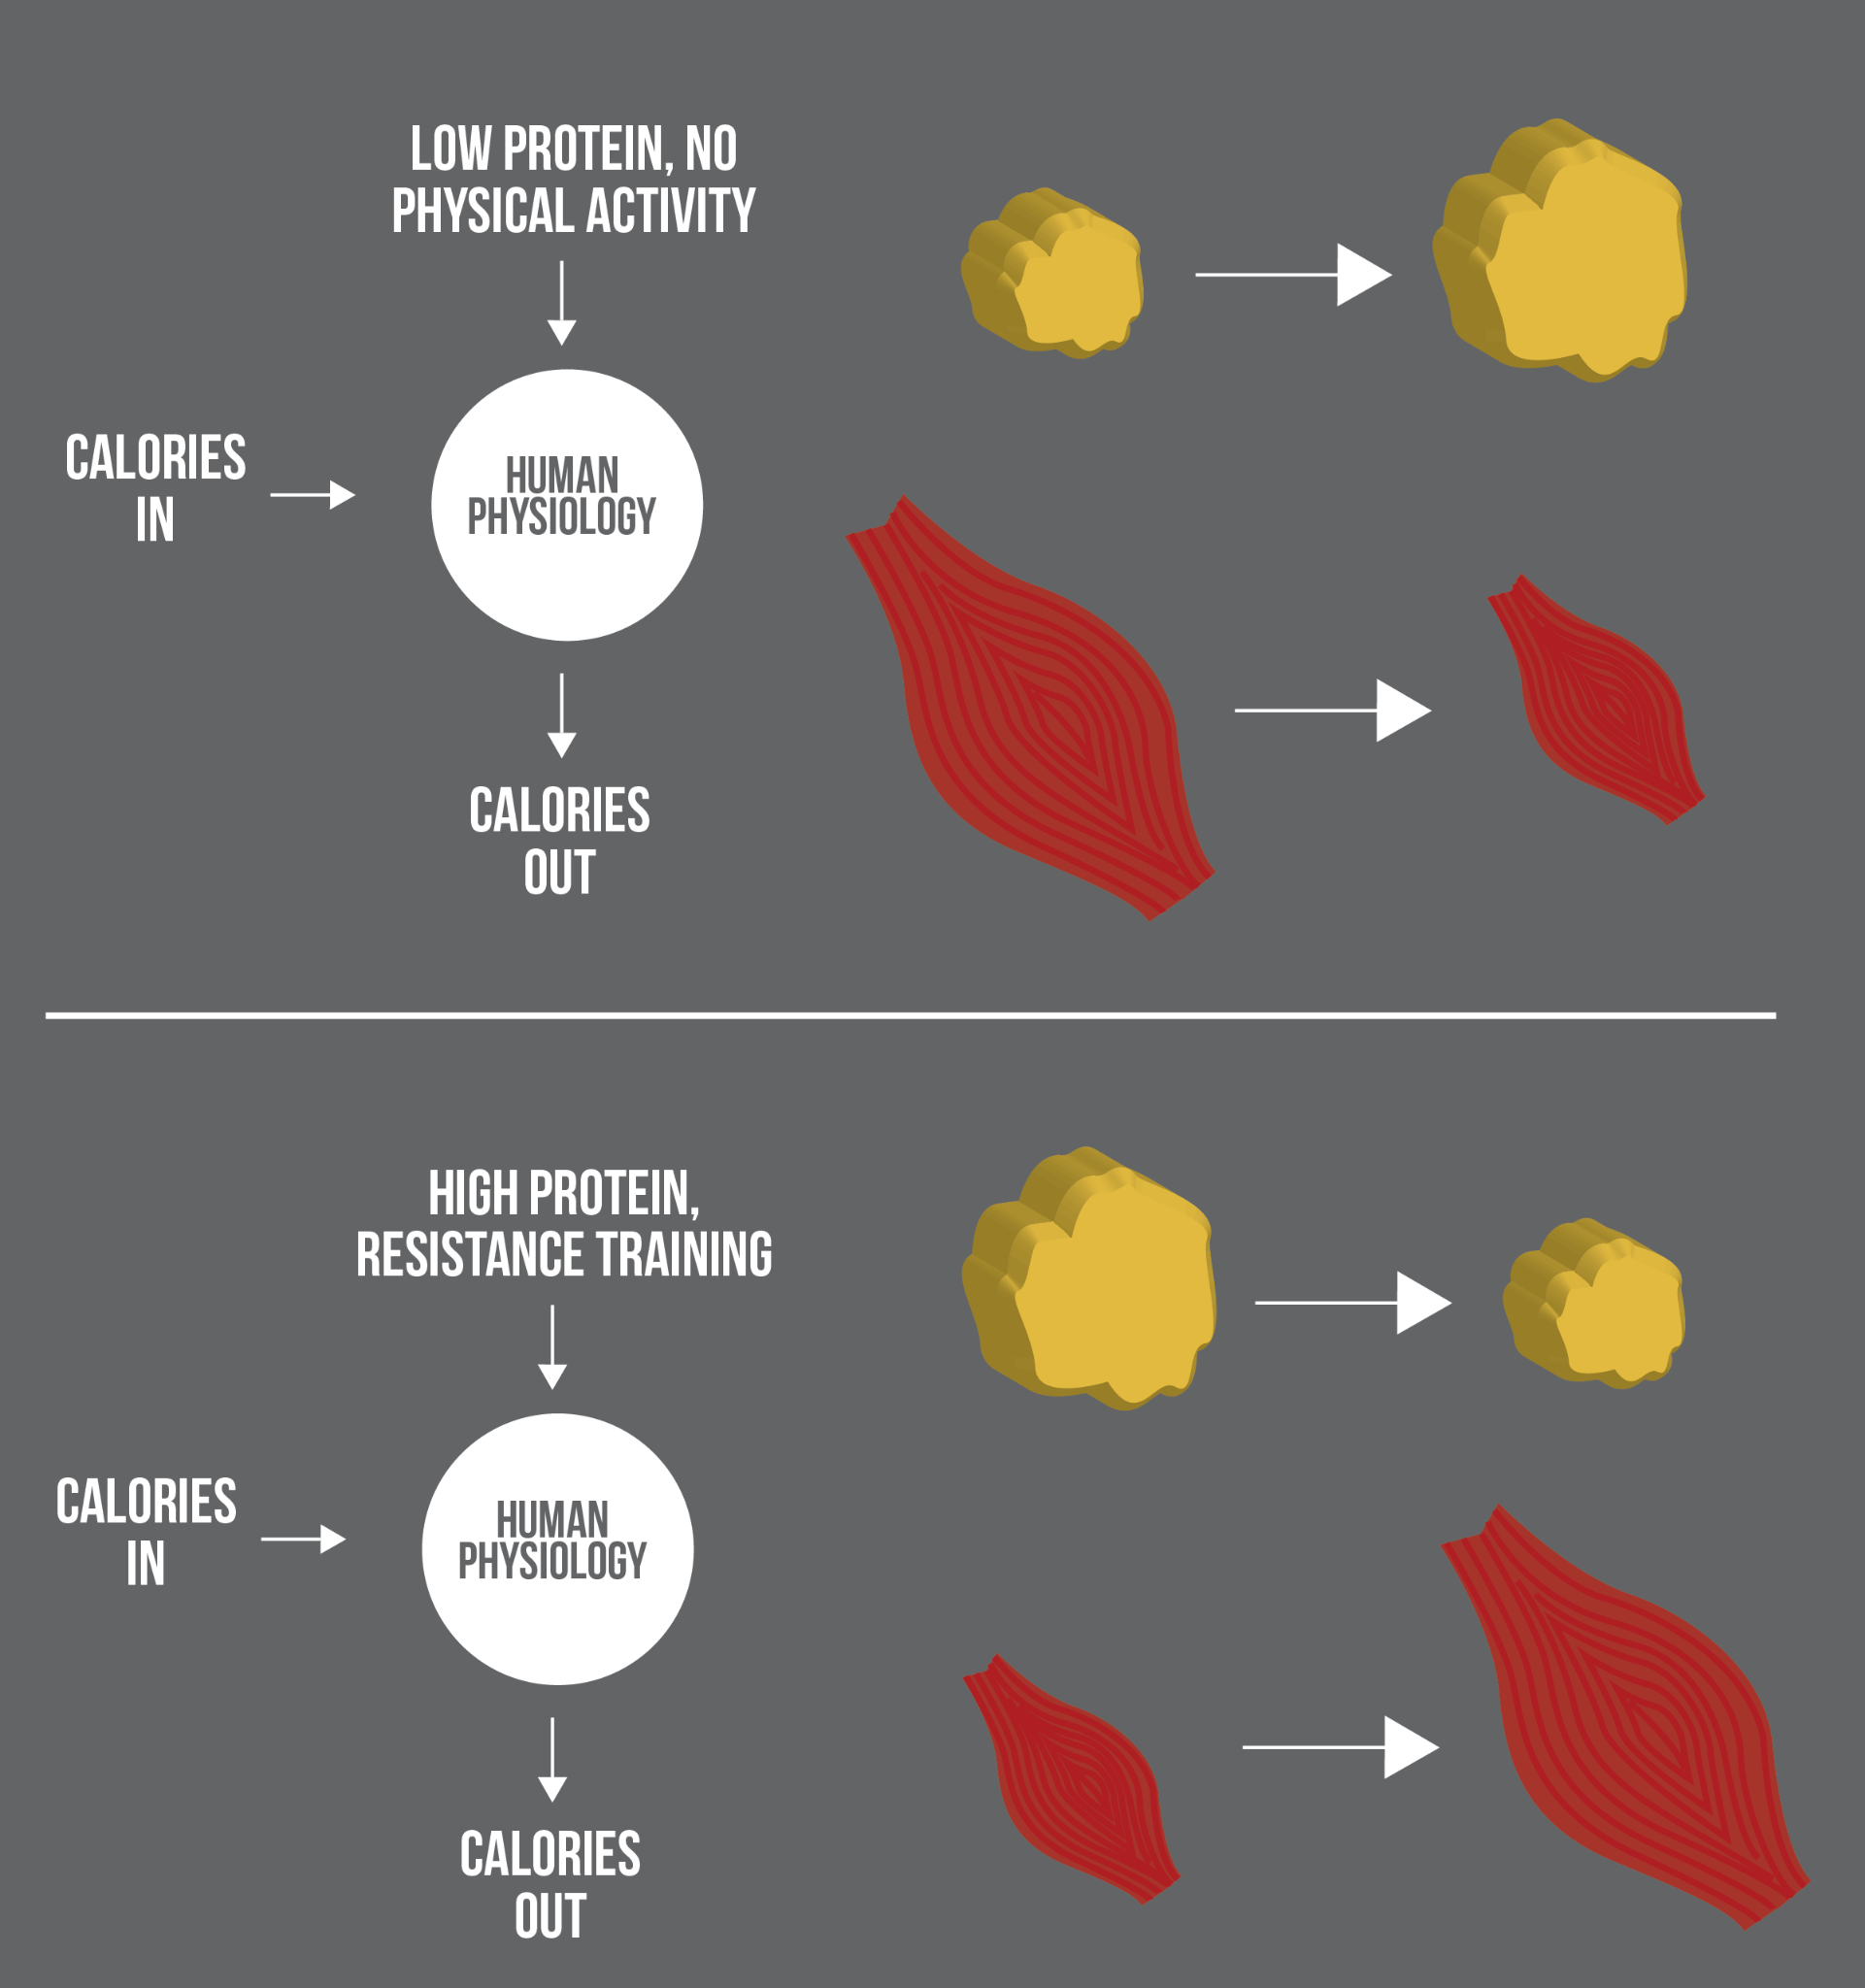 LOW PROTEIN, NO
PHYSICAL ACTIVITY
CALORIES
IN
HUMAN
PHYSIOLOGY
CALORIES
OUT
HIGH PROTEIN,
RESISTANCE TRAINING
CALORIES
IN
HUMAN
PHYSIOLOGY
CALORIES
OUT